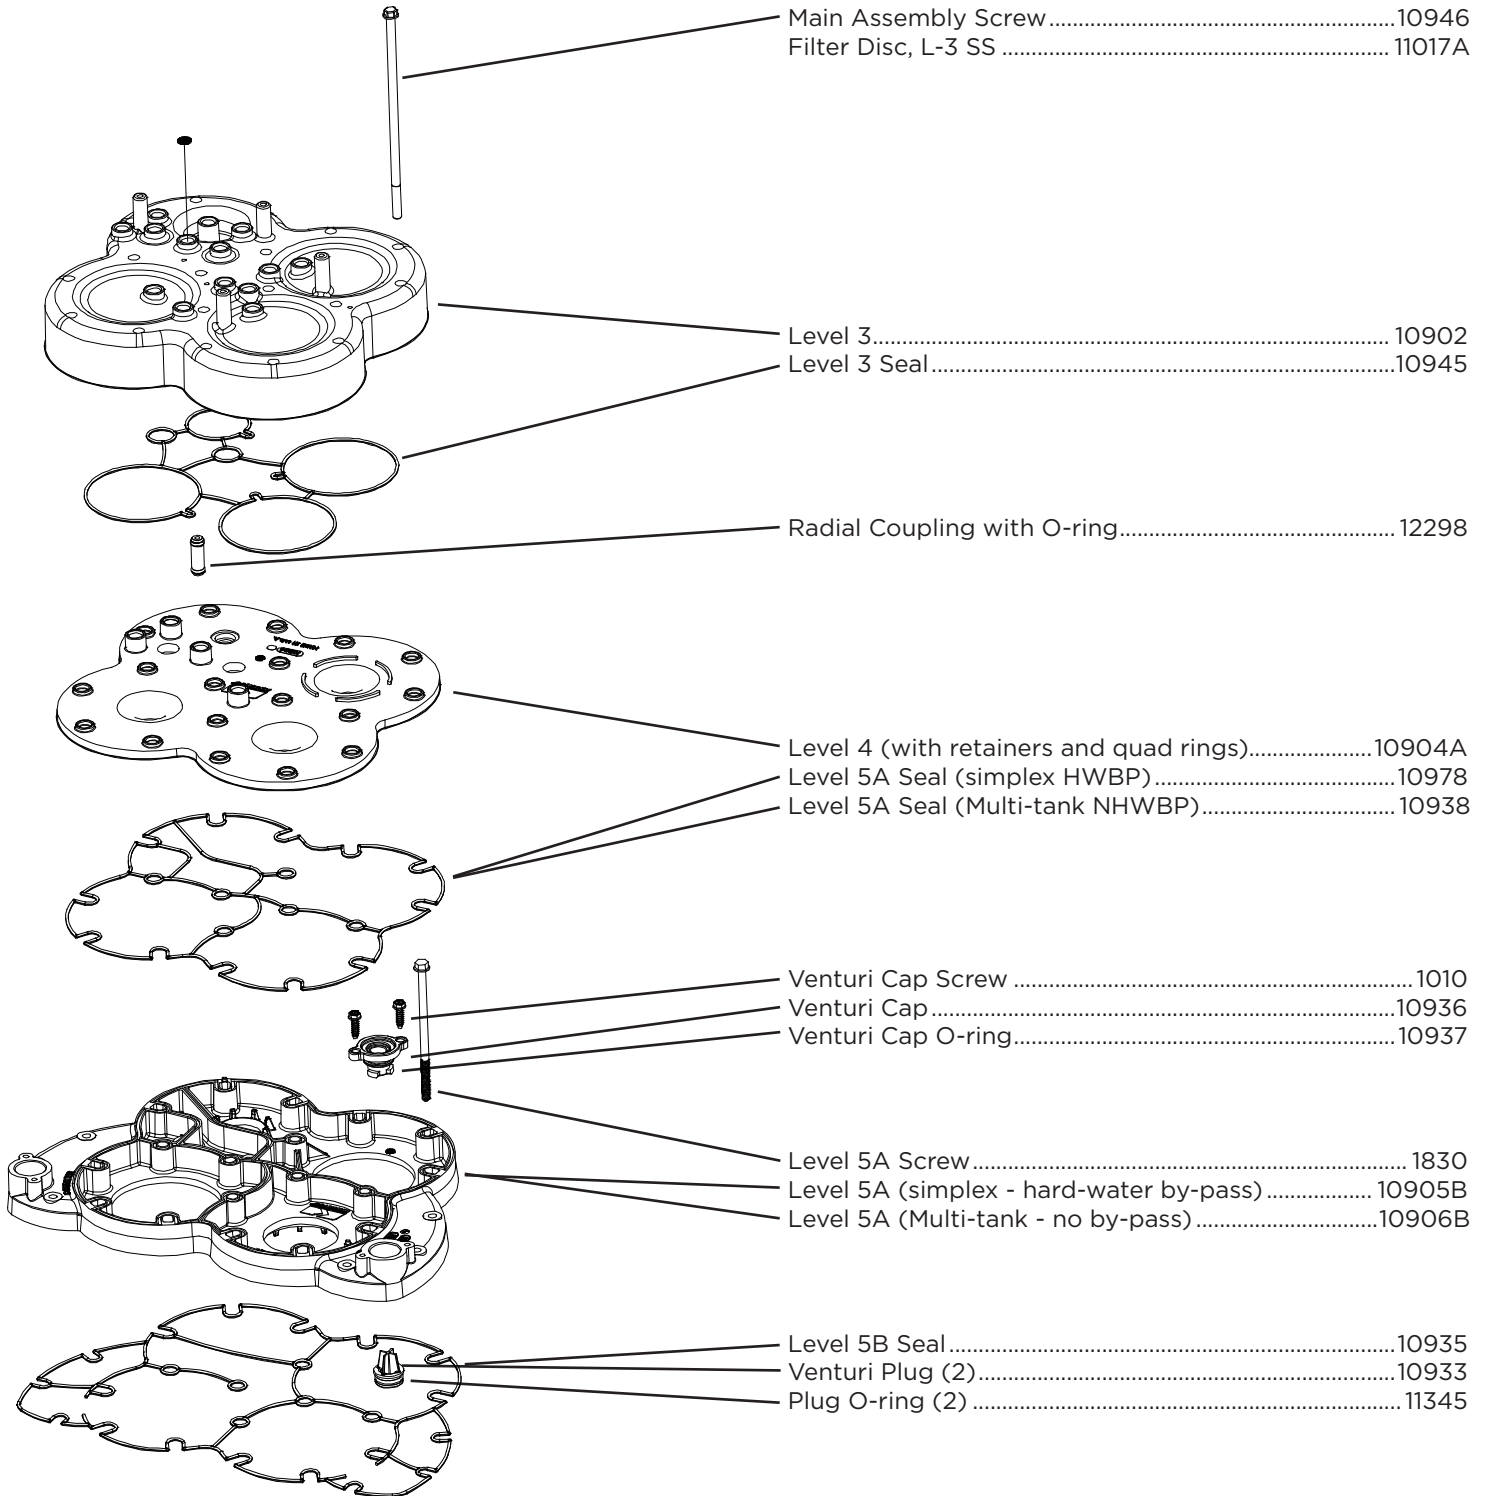 Main Assembly Screw..................................................10946
Filter Disc, L-3 SS ........................................................ 11017A
Level 3........................................................................... 10902
Level 3 Seal...................................................................10945
Radial Coupling with O-ring........................................ 12298
Level 4 (with retainers and quad rings).................10904A
Level 5A Seal (simplex HWBP)...................................10978
Level 5A Seal (Multi-tank NHWBP)............................ 10938
Venturi Cap Screw .......................................................... 1010
Venturi Cap...................................................................10936
Venturi Cap O-ring.......................................................10937
Level 5A Screw............................................................... 1830
Level 5A (simplex - hard-water by-pass) ............... 10905B
Level 5A (Multi-tank - no by-pass) ..........................10906B
Level 5B Seal................................................................10935
Venturi Plug (2)............................................................10933
Plug O-ring (2) .............................................................. 11345